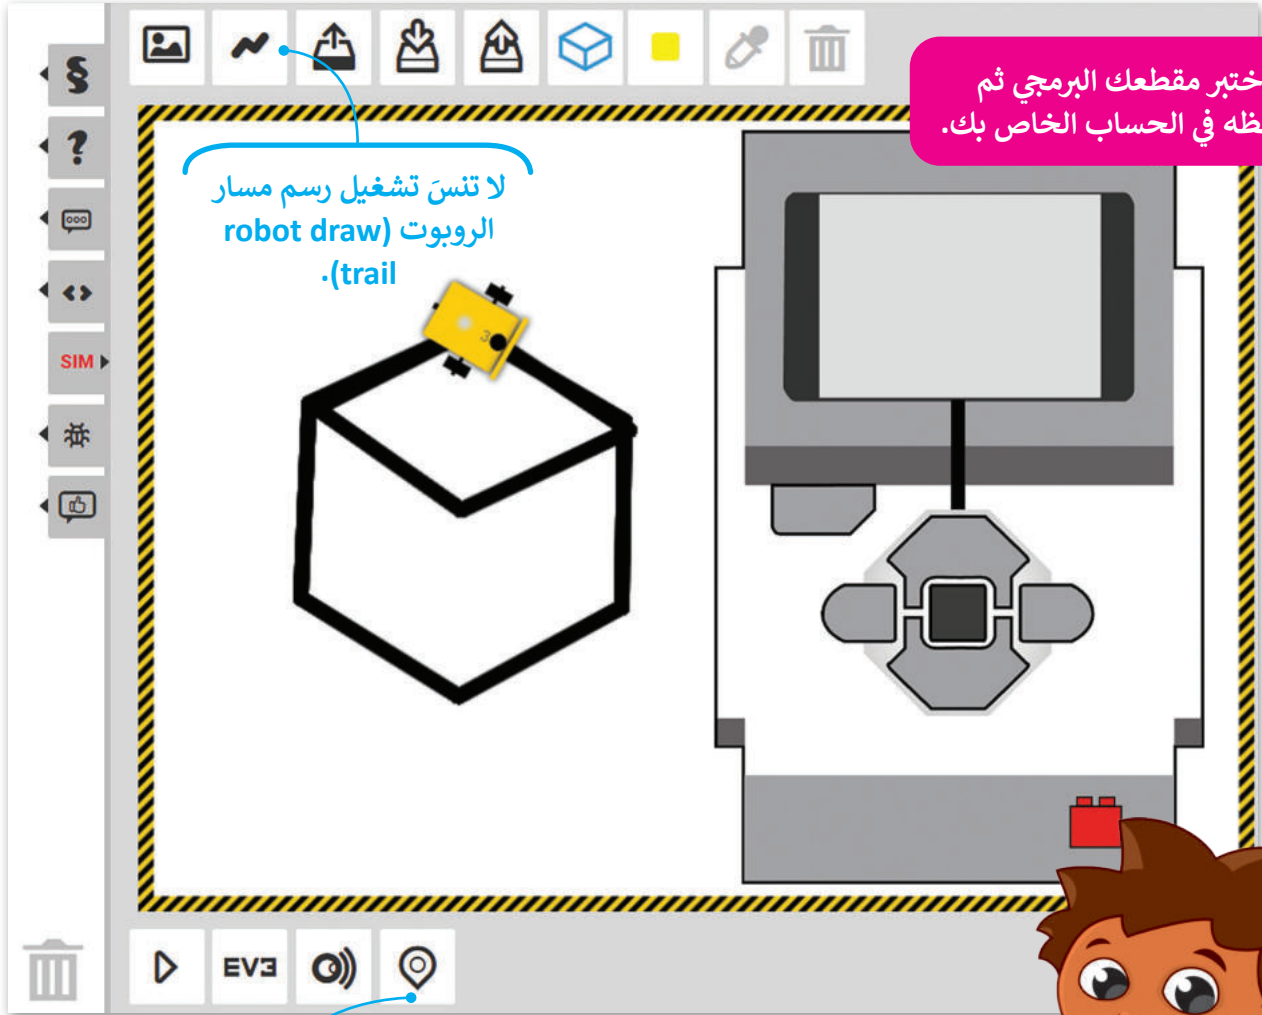 ختبر مقطعك البرمجي ثم
ظه في الحساب الخاص بك.
لا تنسَ تشغيل رسم مسار
الروبوت (robot draw
trail).
SIM
3
EV3